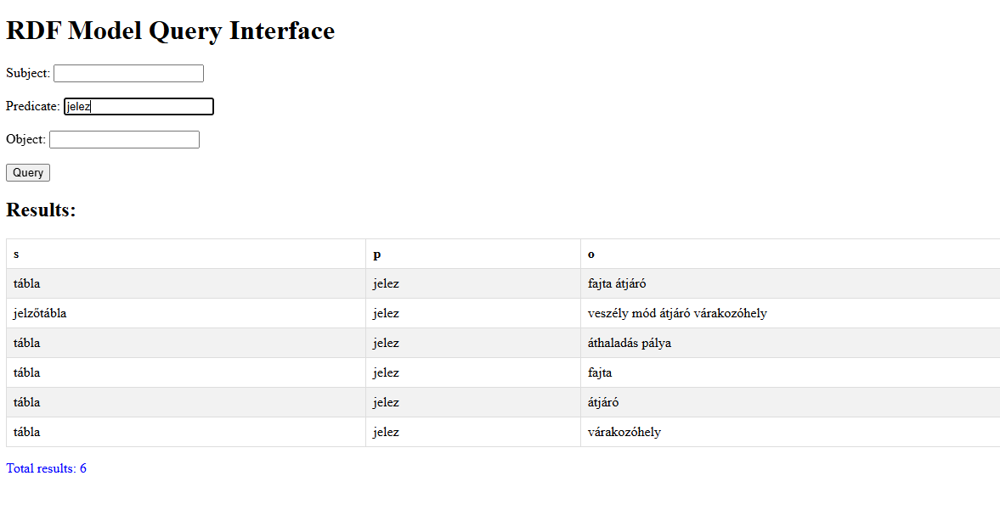 RDF Model Query Interface
Subject:
Predicate: jelez
Object:
Query
Results:
s p o
tábla jelez fajta átjáró
jelzőtábla jelez veszély mód átjáró várakozóhely
tábla jelez áthaladás pálya
tábla jelez fajta
tábla jelez átjáró
tábla jelez várakozóhely
Total results: 6